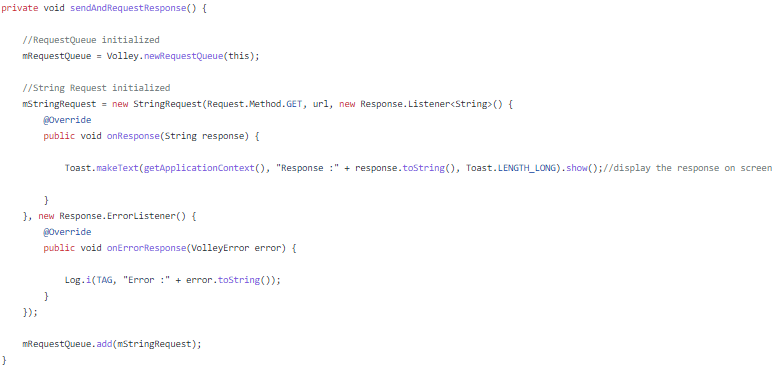 private void sendAndRequestResponse() {
//RequestQueue initialized
mRequestQueue = Volley.newRequestQueue(this);
//String Request initialized
mStringRequest = new StringRequest(Request.Method.GET, url, new Response.Listener<String>() {
@Override
public void onResponse(String response) {
Toast.makeText(getApplicationContext(), "Response :" + response.toString(), Toast.LENGTH_LONG).show();//display the response on screen
}
}, new Response.ErrorListener() {
@Override
public void onErrorResponse(VolleyError error) {
Log.i(TAG, "Error :" + error.toString());
}
});
mRequestQueue.add(mStringRequest);
}